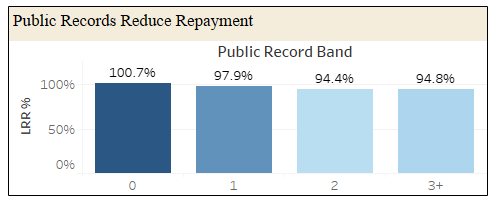 Public Records Reduce Repayment
Public Record Band
100.7% 97.9% 94.4% 94.8%
100%
50%
0%
LRR %
0 1 2 3+